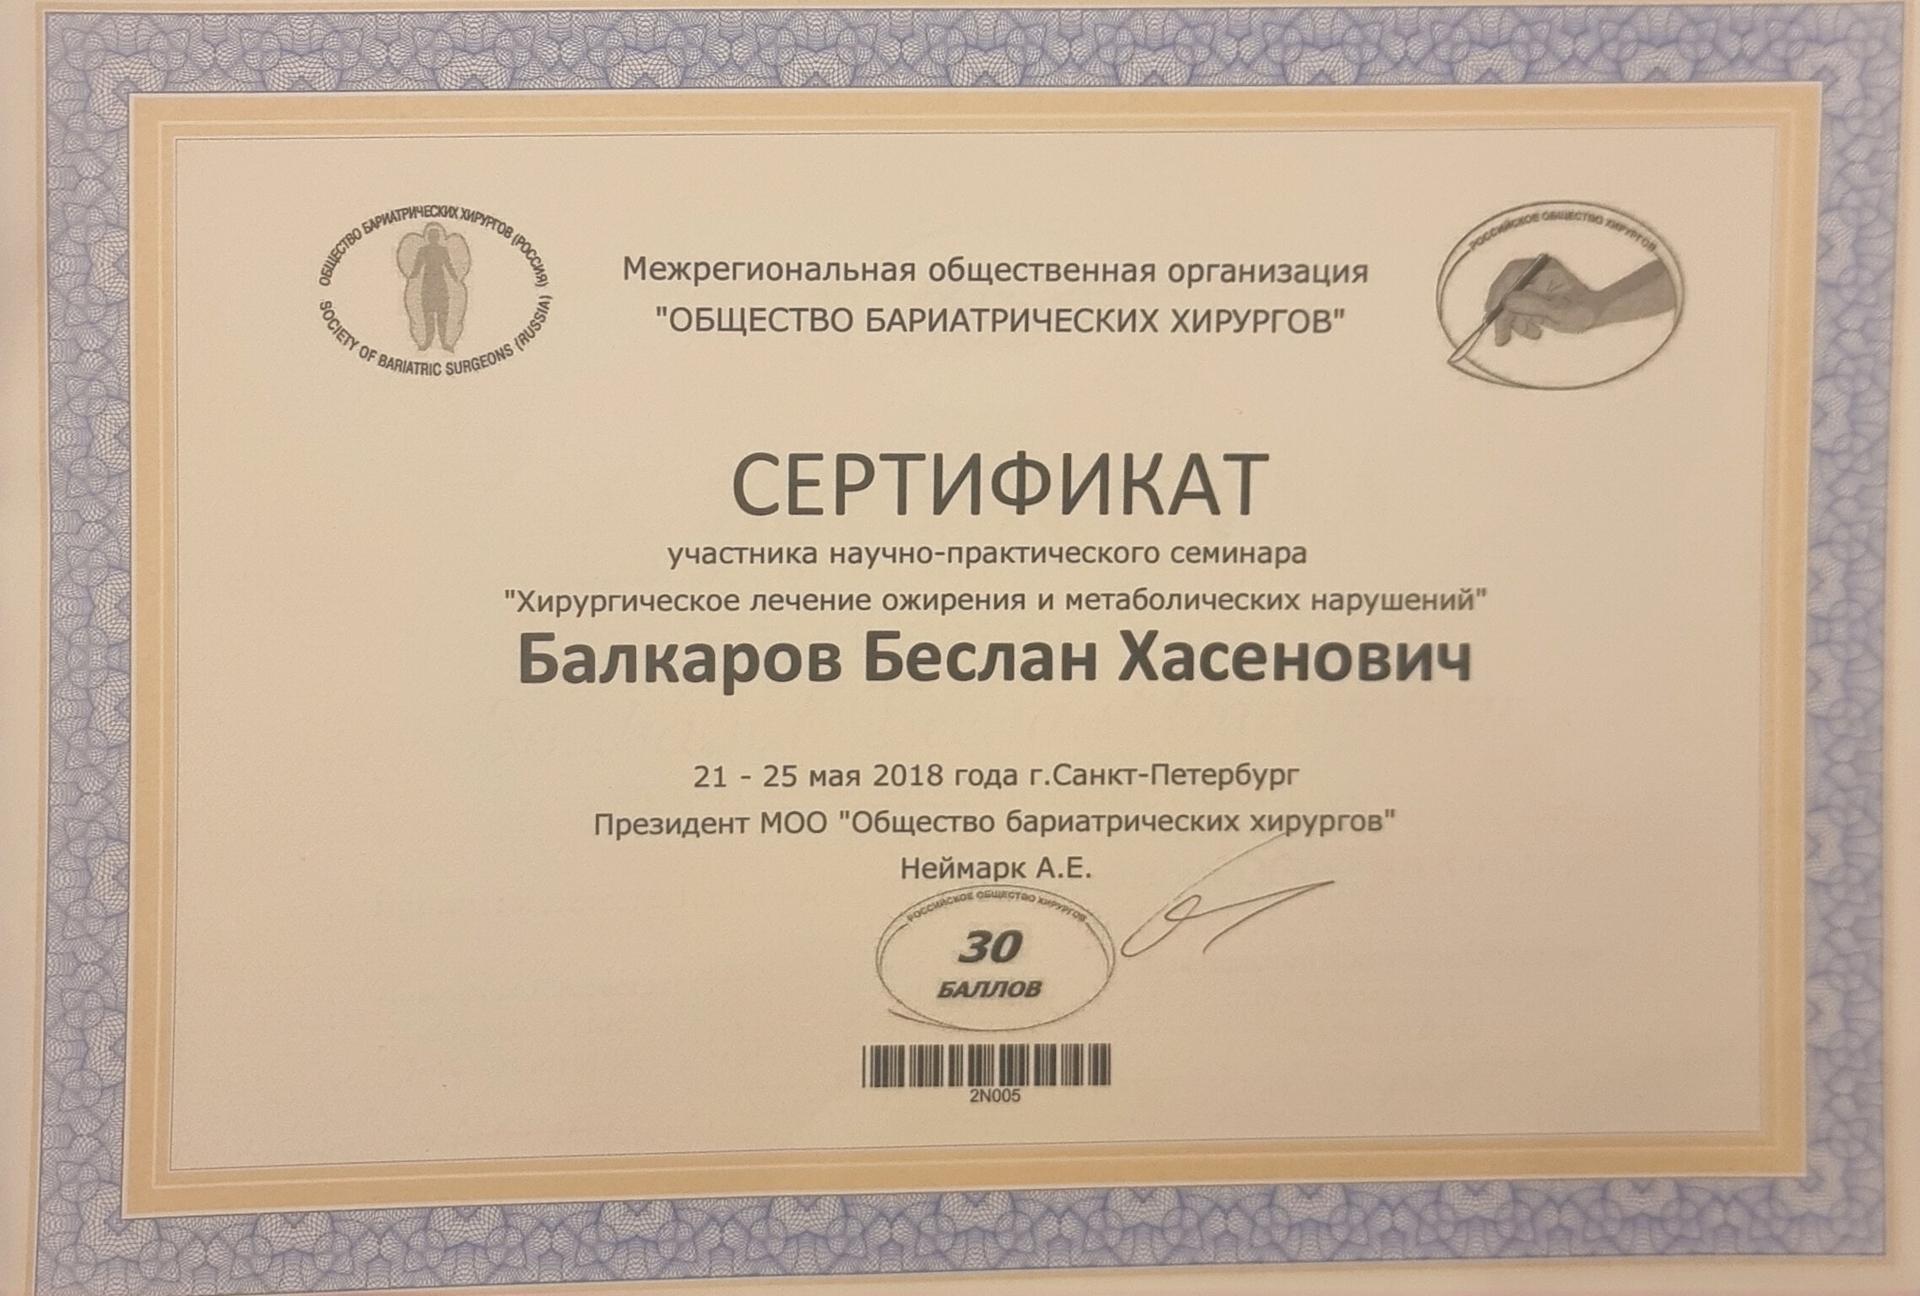 ОБЩЕСТВО БАРИАТРИЧЕСКИХ ХИРУРГОВ (РОССИЯ)
SOCIETY OF BARIATRIC SURGEONS (RUSSIA)
РОССИЙСКОЕ ОБЩЕСТВО ХИРУРГОВ
Межрегиональная общественная организация
"ОБЩЕСТВО БАРИАТРИЧЕСКИХ ХИРУРГОВ"
СЕРТИФИКАТ
участника научно-практического семинара
"Хирургическое лечение ожирения и метаболических нарушений"
Балкаров Беслан Хасенович
21 - 25 мая 2018 года г.Санкт-Петербург
Президент МОО "Общество бариатрических хирургов"
Неймарк А.Е.
РОССИЙСКОЕ ОБЩЕСТВО ХИРУРГОВ
30
БАЛЛОВ
2N005